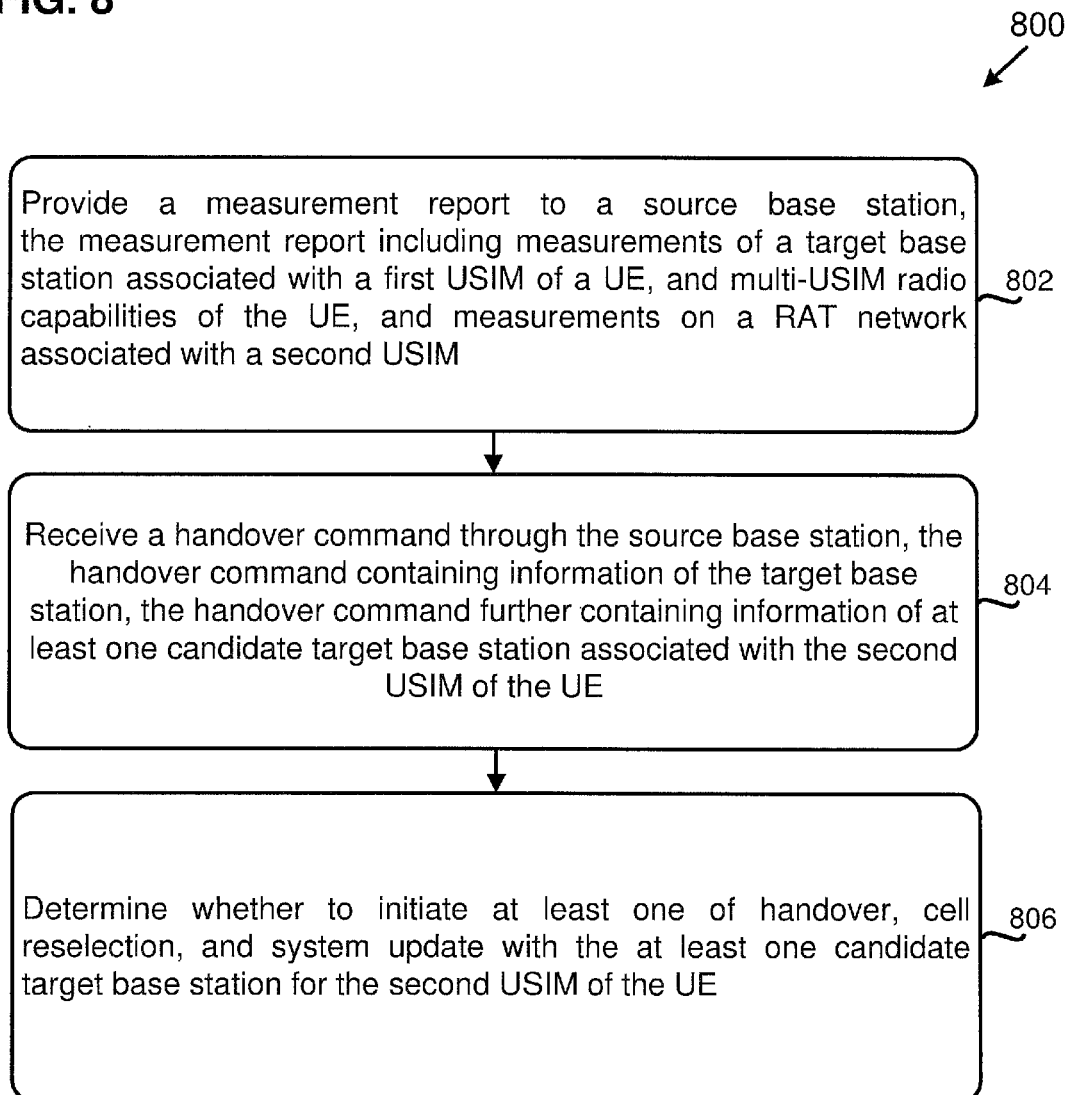 FIG. 8
800
Provide a measurement report to a source base station,
the measurement report including measurements of a target base
station associated with a first USIM of a UE, and multi-USIM radio
capabilities of the UE, and measurements on a RAT network
associated with a second USIM
802
Receive a handover command through the source base station, the
handover command containing information of the target base
station, the handover command further containing information of at
least one candidate target base station associated with the second
USIM of the UE
804
Determine whether to initiate at least one of handover, cell
reselection, and system update with the at least one candidate
target base station for the second USIM of the UE
806